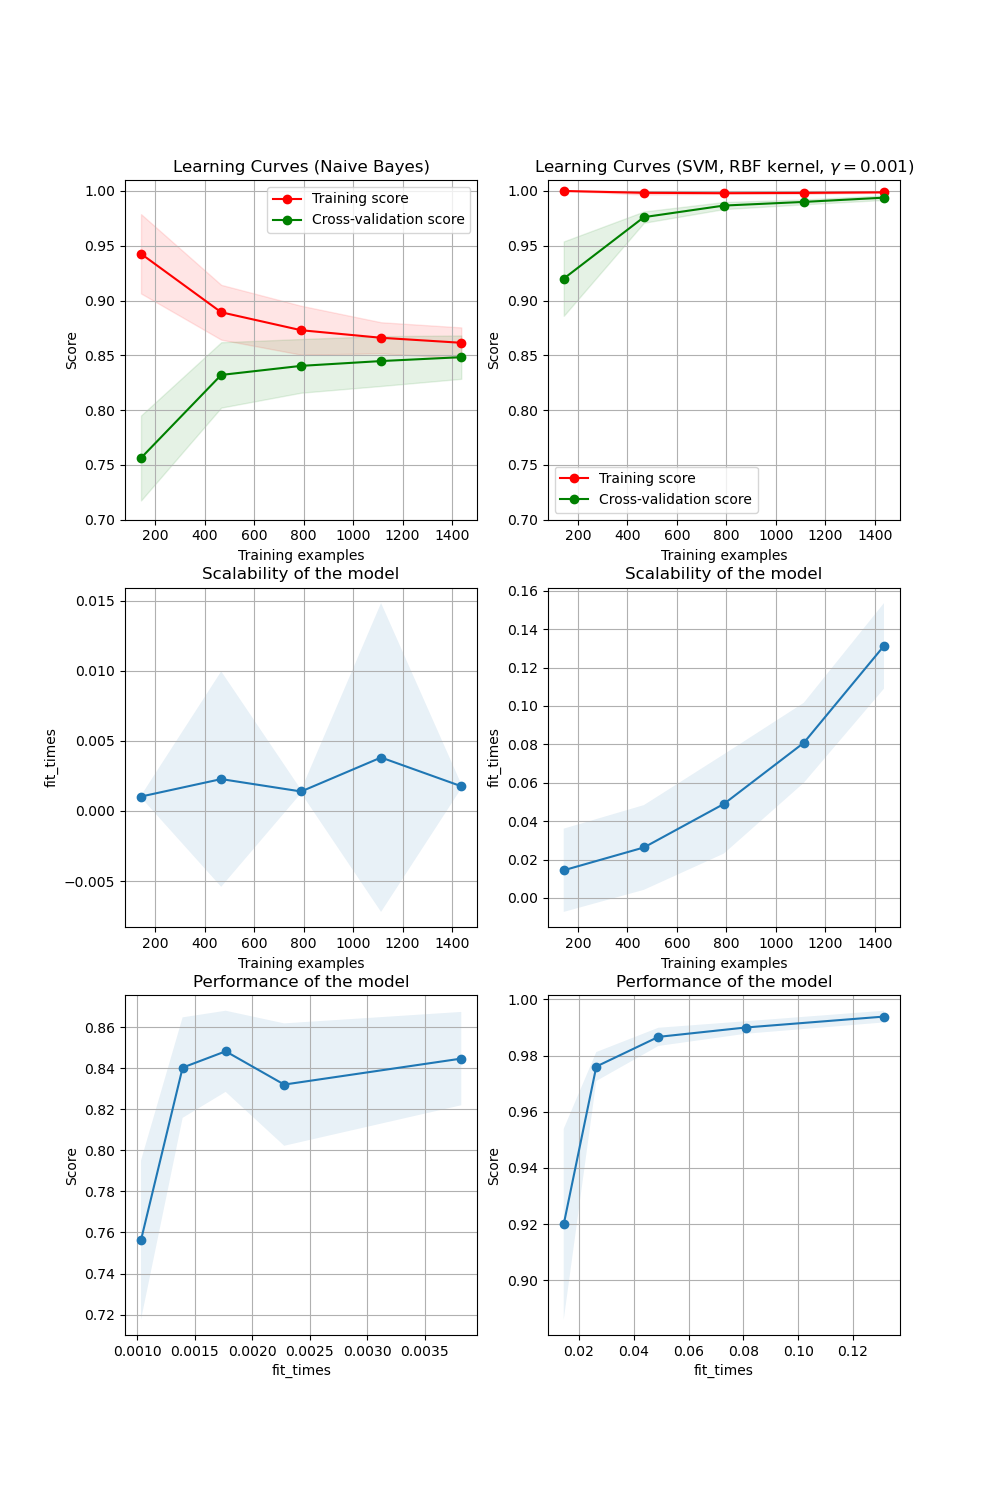 Learning Curves (Naive Bayes)
1.00
0.95
0.90
0.85
0.80
0.75
0.70
Score
Training score
Cross-validation score
200 400 600 800 1000 1200 1400
Training examples
Learning Curves (SVM, RBF kernel, γ = 0.001)
1.00
0.95
0.90
0.85
0.80
0.75
0.70
Score
Training score
Cross-validation score
200 400 600 800 1000 1200 1400
Training examples
Scalability of the model
0.015
0.010
0.005
0.000
−0.005
fit_times
200 400 600 800 1000 1200 1400
Training examples
Scalability of the model
0.16
0.14
0.12
0.10
0.08
0.06
0.04
0.02
0.00
fit_times
200 400 600 800 1000 1200 1400
Training examples
Performance of the model
0.86
0.84
0.82
0.80
0.78
0.76
0.74
0.72
Score
0.0010 0.0015 0.0020 0.0025 0.0030 0.0035
fit_times
Performance of the model
1.00
0.98
0.96
0.94
0.92
0.90
Score
0.02 0.04 0.06 0.08 0.10 0.12
fit_times